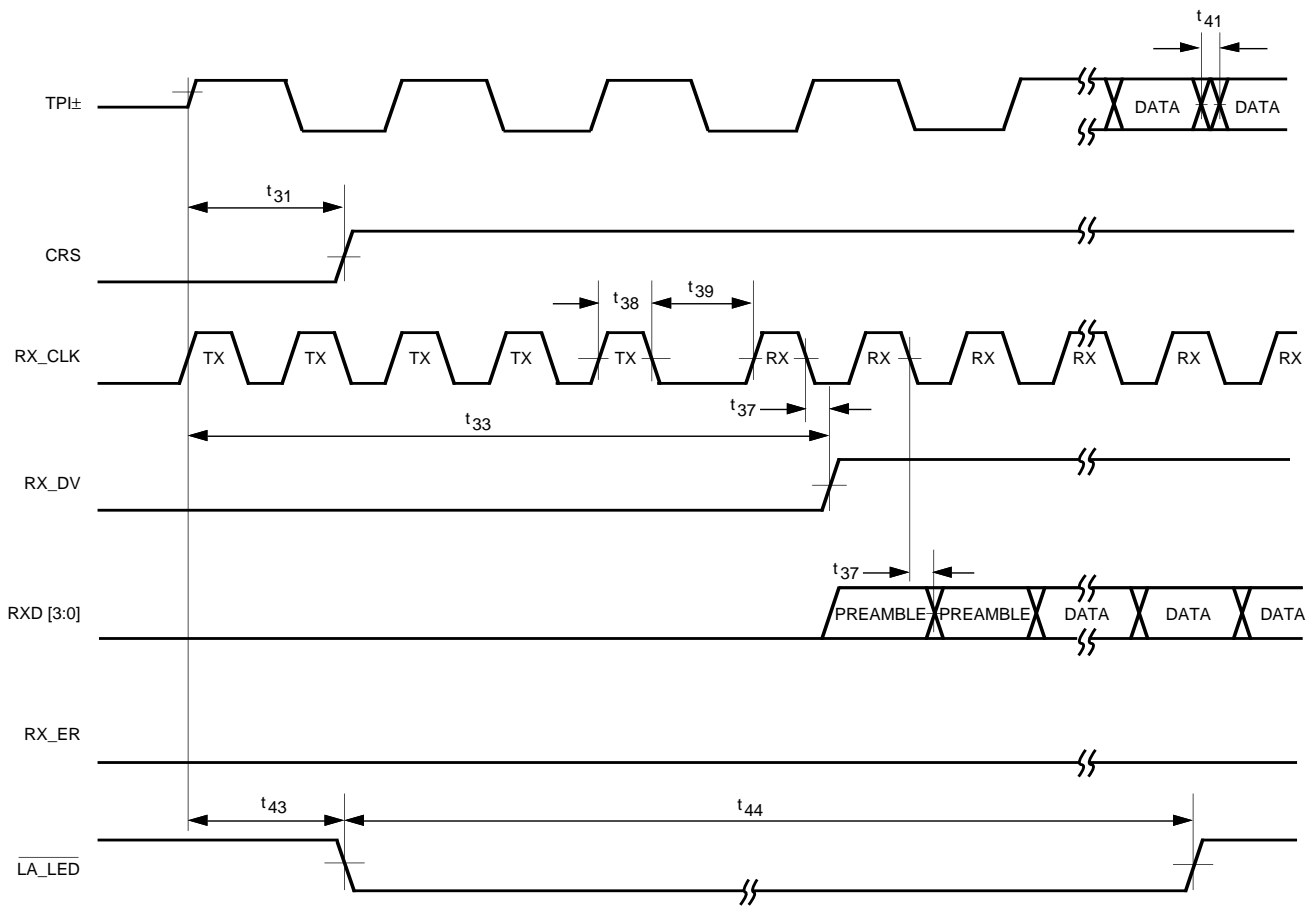 t41
TPI± DATA DATA
t31
CRS
t38 t39
RX_CLK TX TX TX TX TX RX RX RX RX RX RX
t37
t33
RX_DV
t37
RXD [3:0] PREAMBLE PREAMBLE DATA DATA DATA
RX_ER
t43 t44
LA_LED